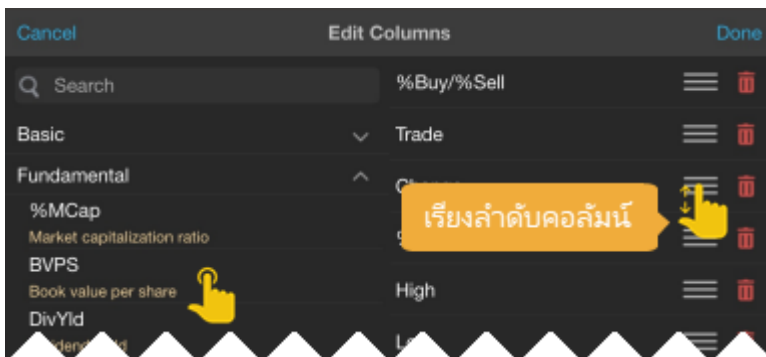 Cancel Edit Columns Done
Search
Basic
Fundamental
%MCap
Market capitalization ratio
BVPS
Book value per share
DivYld
%Buy/%Sell
Trade
เรียงลำดับคอลัมน์
High